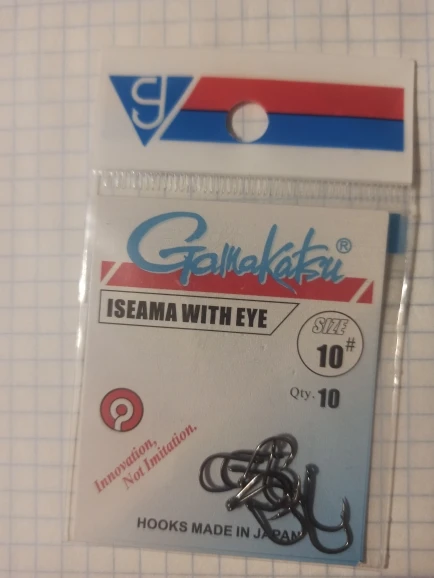 Gamakatsu®
ISEAMA WITH EYE
SIZE
10#
Qty. 10
Innovation,
Not Imitation.
HOOKS MADE IN JAPAN